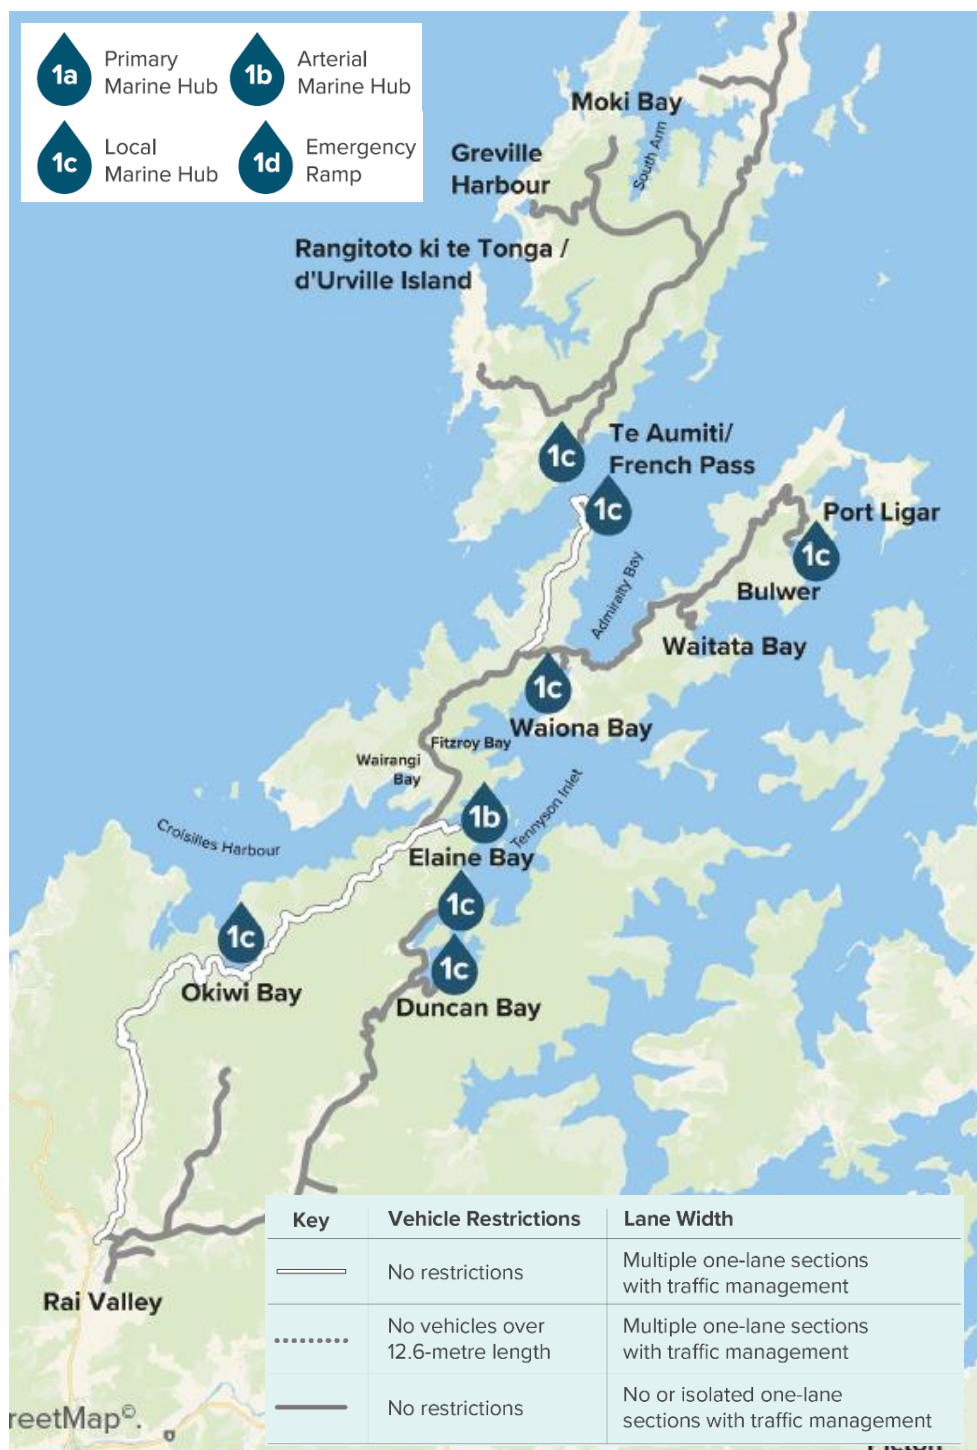 1a
Primary
Marine Hub
1b
Arterial
Marine Hub
1c
Local
Marine Hub
1d
Emergency
Ramp
Moki Bay
South Arm
Greville
Harbour
Rangitoto ki te Tonga /
d'Urville Island
1c
Te Aumiti/
French Pass
1c
Port Ligar
1c
Admiralty Bay
Bulwer
Waitata Bay
1c
Waiona Bay
Fitzroy Bay
Wairangi
Bay
1b
Tennyson Inlet
Croisilles Harbour
Elaine Bay
1c
1c
1c
Okiwi Bay
Duncan Bay
Rai Valley
Key Vehicle Restrictions Lane Width
No restrictions
Multiple one-lane sections
with traffic management
No vehicles over
12.6-metre length
Multiple one-lane sections
with traffic management
No restrictions
No or isolated one-lane
sections with traffic management
reetMap©.